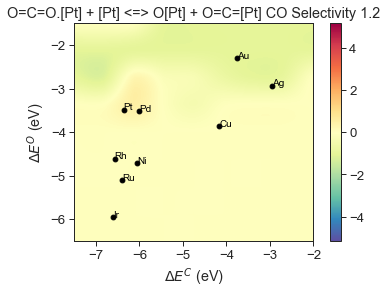 O=C=O.[Pt] + [Pt] <=> O[Pt] + O=C=[Pt] CO Selectivity 1.2
−2
−3
−4
−5
−6
ΔE^O (eV)
Au
Ag
Pt
Pd
Cu
Rh
Ni
Ru
Ir
−7
−6
−5
−4
−3
−2
ΔE^C (eV)
4
2
0
−2
−4